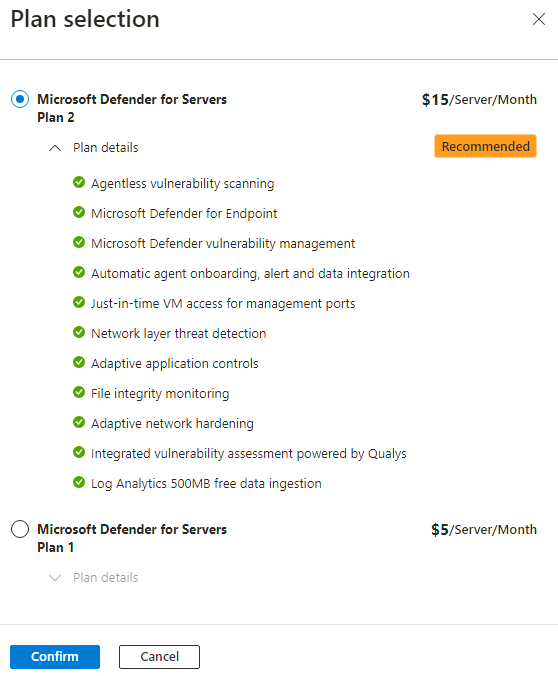 Plan selection
Microsoft Defender for Servers $15/Server/Month
Plan 2
Plan details Recommended
Agentless vulnerability scanning
Microsoft Defender for Endpoint
Microsoft Defender vulnerability management
Automatic agent onboarding, alert and data integration
Just-in-time VM access for management ports
Network layer threat detection
Adaptive application controls
File integrity monitoring
Adaptive network hardening
Integrated vulnerability assessment powered by Qualys
Log Analytics 500MB free data ingestion
Microsoft Defender for Servers $5/Server/Month
Plan 1
Plan details
Confirm Cancel